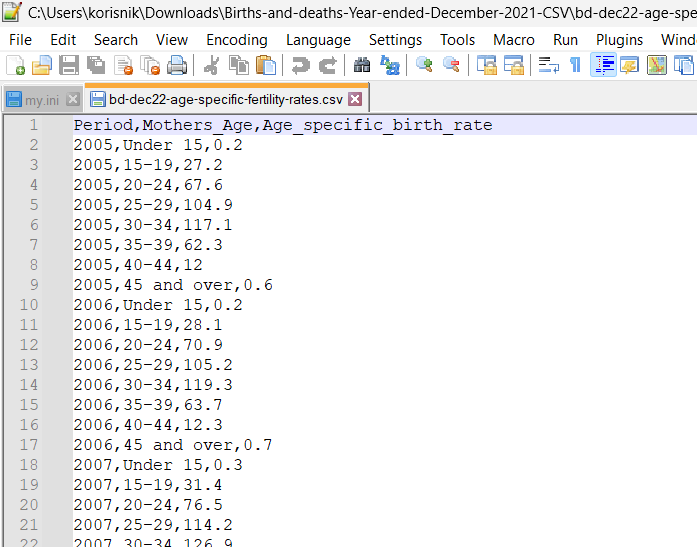 C:\Users\korisnik\Downloads\Births-and-deaths-Year-ended-December-2021-CSV\bd-dec22-age-spe
File Edit Search View Encoding Language Settings Tools Macro Run Plugins Window
my.ini bd-dec22-age-specific-fertility-rates.csv
1 Period,Mothers_Age,Age_specific_birth_rate
2 2005,Under 15,0.2
3 2005,15-19,27.2
4 2005,20-24,67.6
5 2005,25-29,104.9
6 2005,30-34,117.1
7 2005,35-39,62.3
8 2005,40-44,12
9 2005,45 and over,0.6
10 2006,Under 15,0.2
11 2006,15-19,28.1
12 2006,20-24,70.9
13 2006,25-29,105.2
14 2006,30-34,119.3
15 2006,35-39,63.7
16 2006,40-44,12.3
17 2006,45 and over,0.7
18 2007,Under 15,0.3
19 2007,15-19,31.4
20 2007,20-24,76.5
21 2007,25-29,114.2
22 2007,30-34,126.9